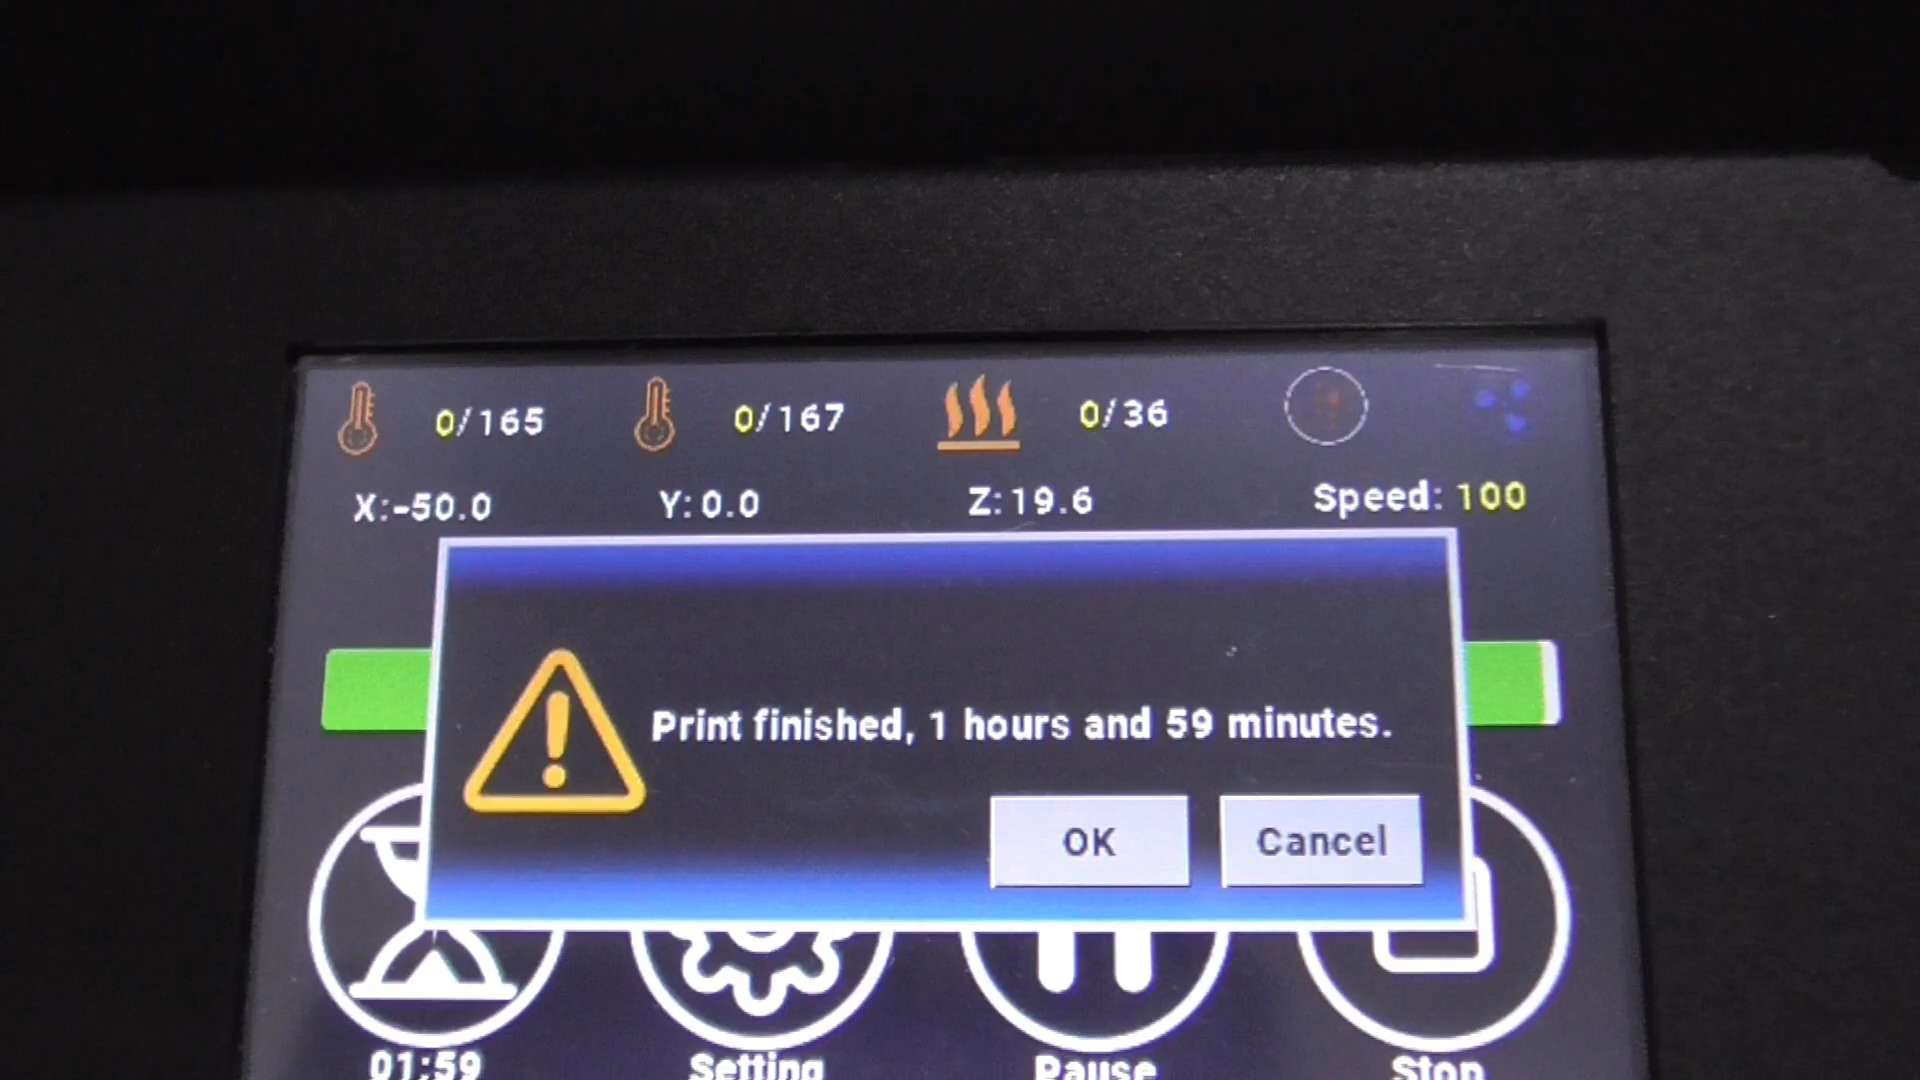 0/165 0/167 0/36
X:-50.0 Y:0.0 Z:19.6 Speed: 100
Print finished, 1 hours and 59 minutes.
OK Cancel
01:59 Setting Pause Stop